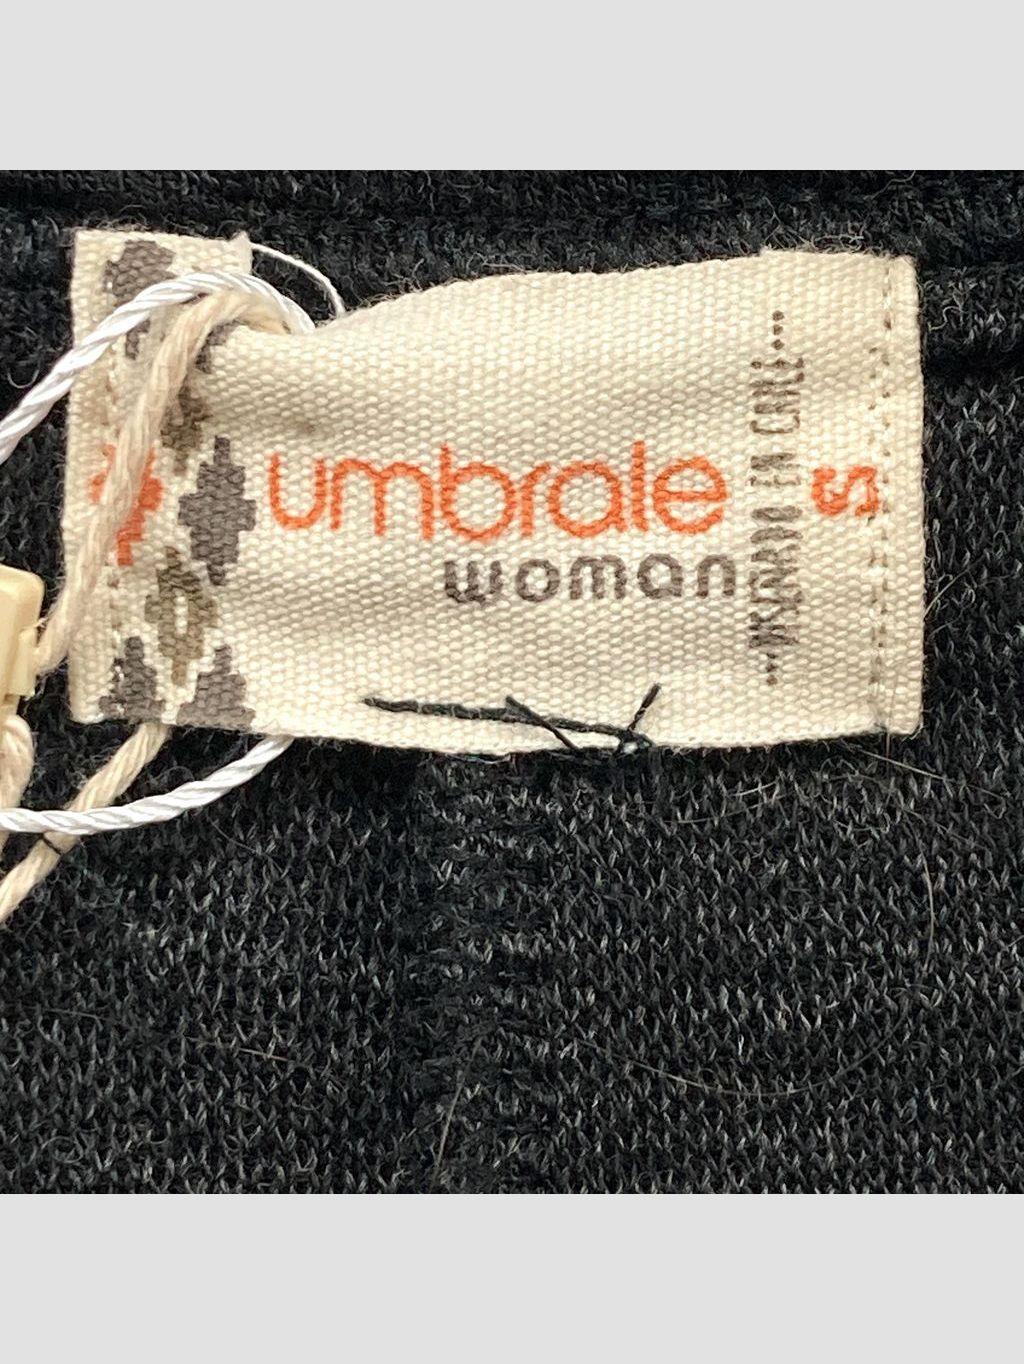 umbrale
woman
...DISEÑADO EN CHILE...
S